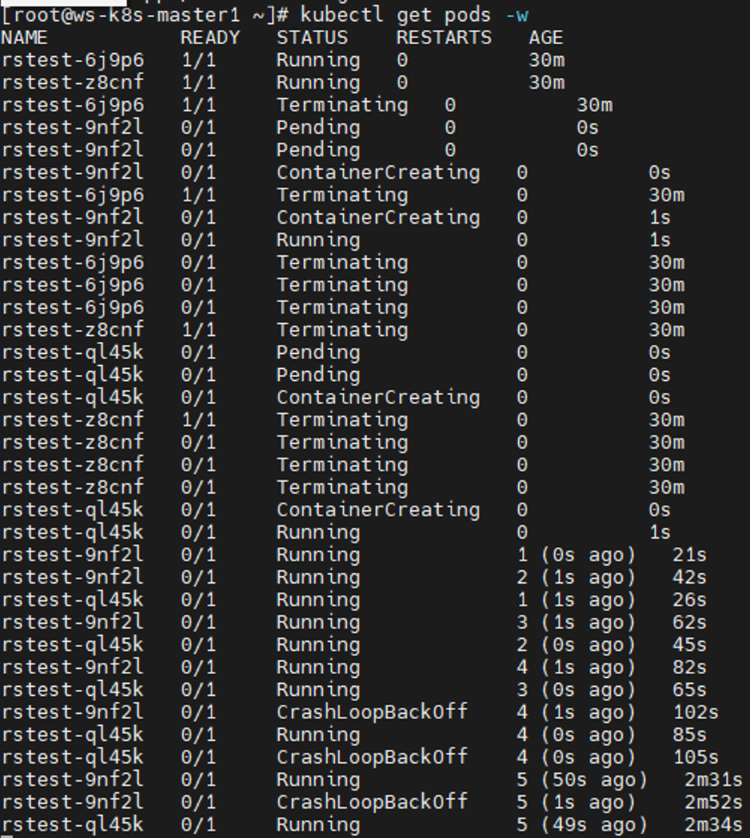 [root@ws-k8s-master1 ~]# kubectl get pods -w
NAME READY STATUS RESTARTS AGE
rstest-6j9p6 1/1 Running 0 30m
rstest-z8cnf 1/1 Running 0 30m
rstest-6j9p6 1/1 Terminating 0 30m
rstest-9nf2l 0/1 Pending 0 0s
rstest-9nf2l 0/1 Pending 0 0s
rstest-9nf2l 0/1 ContainerCreating 0 0s
rstest-6j9p6 1/1 Terminating 0 30m
rstest-9nf2l 0/1 ContainerCreating 0 1s
rstest-9nf2l 0/1 Running 0 1s
rstest-6j9p6 0/1 Terminating 0 30m
rstest-6j9p6 0/1 Terminating 0 30m
rstest-6j9p6 0/1 Terminating 0 30m
rstest-z8cnf 1/1 Terminating 0 30m
rstest-ql45k 0/1 Pending 0 0s
rstest-ql45k 0/1 Pending 0 0s
rstest-ql45k 0/1 ContainerCreating 0 0s
rstest-z8cnf 1/1 Terminating 0 30m
rstest-z8cnf 0/1 Terminating 0 30m
rstest-z8cnf 0/1 Terminating 0 30m
rstest-z8cnf 0/1 Terminating 0 30m
rstest-ql45k 0/1 ContainerCreating 0 0s
rstest-ql45k 0/1 Running 0 1s
rstest-9nf2l 0/1 Running 1 (0s ago) 21s
rstest-9nf2l 0/1 Running 2 (1s ago) 42s
rstest-ql45k 0/1 Running 1 (1s ago) 26s
rstest-9nf2l 0/1 Running 3 (1s ago) 62s
rstest-ql45k 0/1 Running 2 (0s ago) 45s
rstest-9nf2l 0/1 Running 4 (1s ago) 82s
rstest-ql45k 0/1 Running 3 (0s ago) 65s
rstest-9nf2l 0/1 CrashLoopBackOff 4 (1s ago) 102s
rstest-ql45k 0/1 Running 4 (0s ago) 85s
rstest-ql45k 0/1 CrashLoopBackOff 4 (0s ago) 105s
rstest-9nf2l 0/1 Running 5 (50s ago) 2m31s
rstest-9nf2l 0/1 CrashLoopBackOff 5 (1s ago) 2m52s
rstest-ql45k 0/1 Running 5 (49s ago) 2m34s